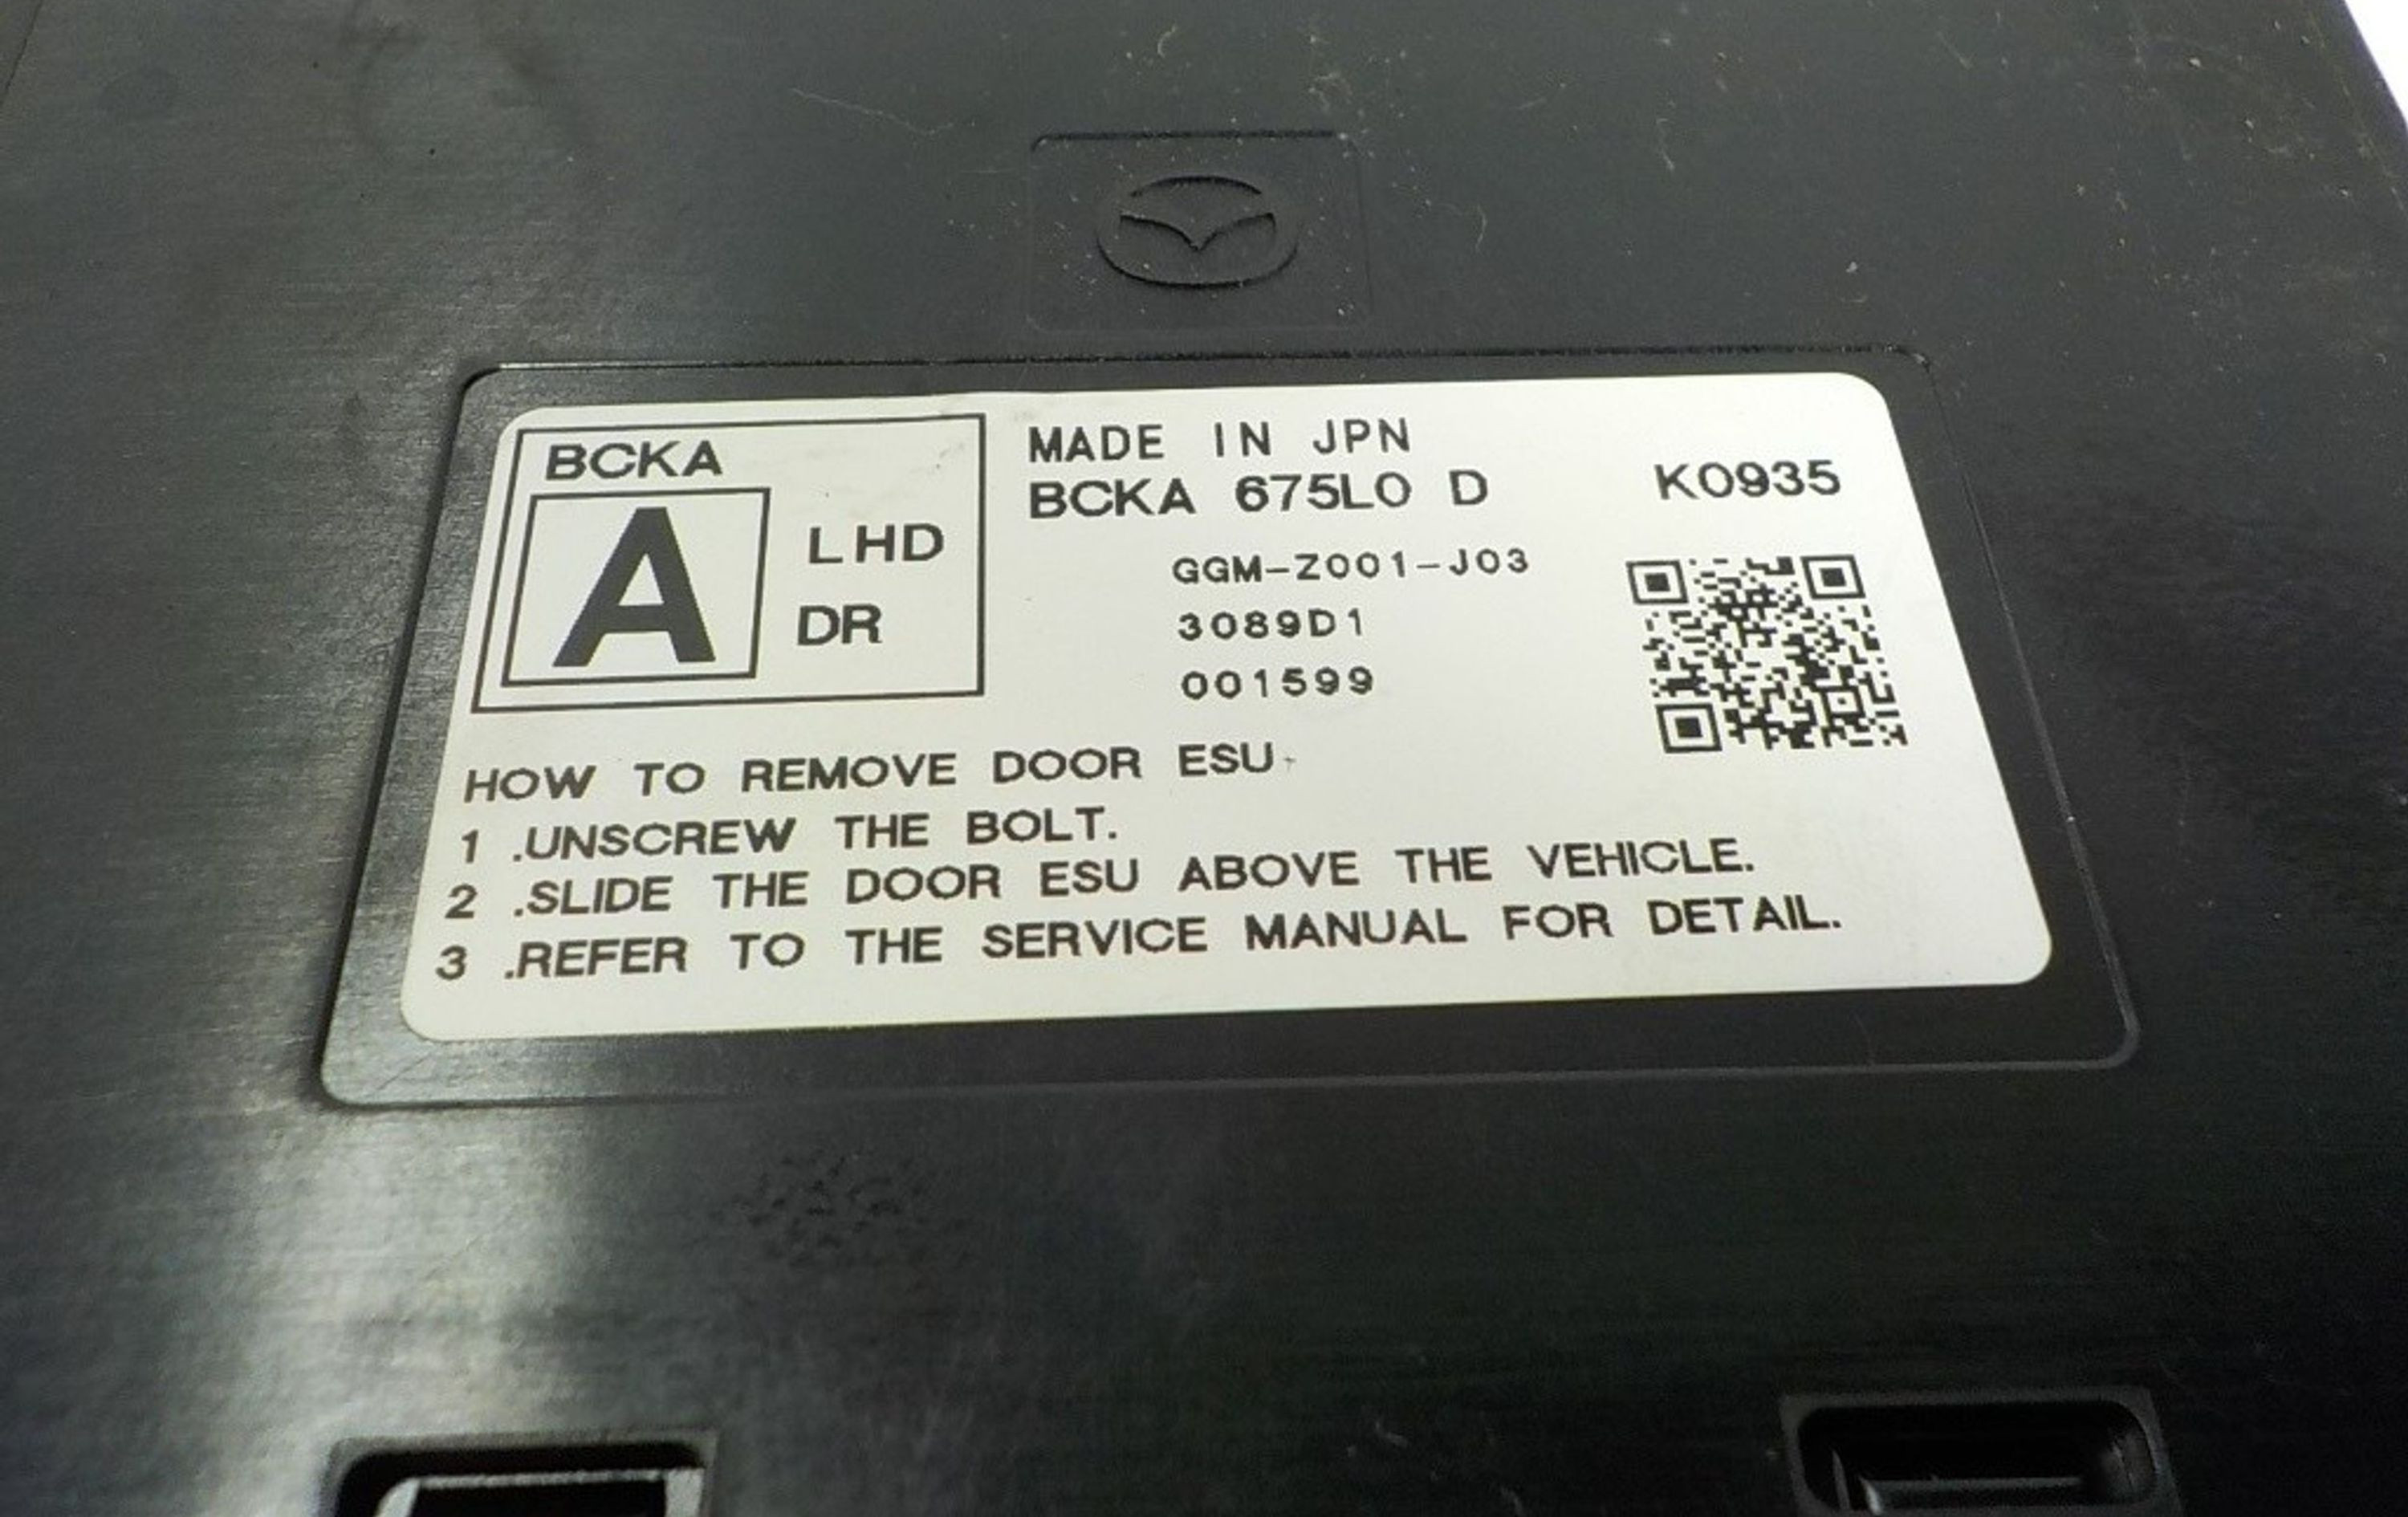 BCKA
A
LHD
DR
MADE IN JPN
BCKA 675L0 D
K0935
GGM-Z001-J03
3089D1
001599
HOW TO REMOVE DOOR ESU
1 .UNSCREW THE BOLT.
2 .SLIDE THE DOOR ESU ABOVE THE VEHICLE.
3 .REFER TO THE SERVICE MANUAL FOR DETAIL.